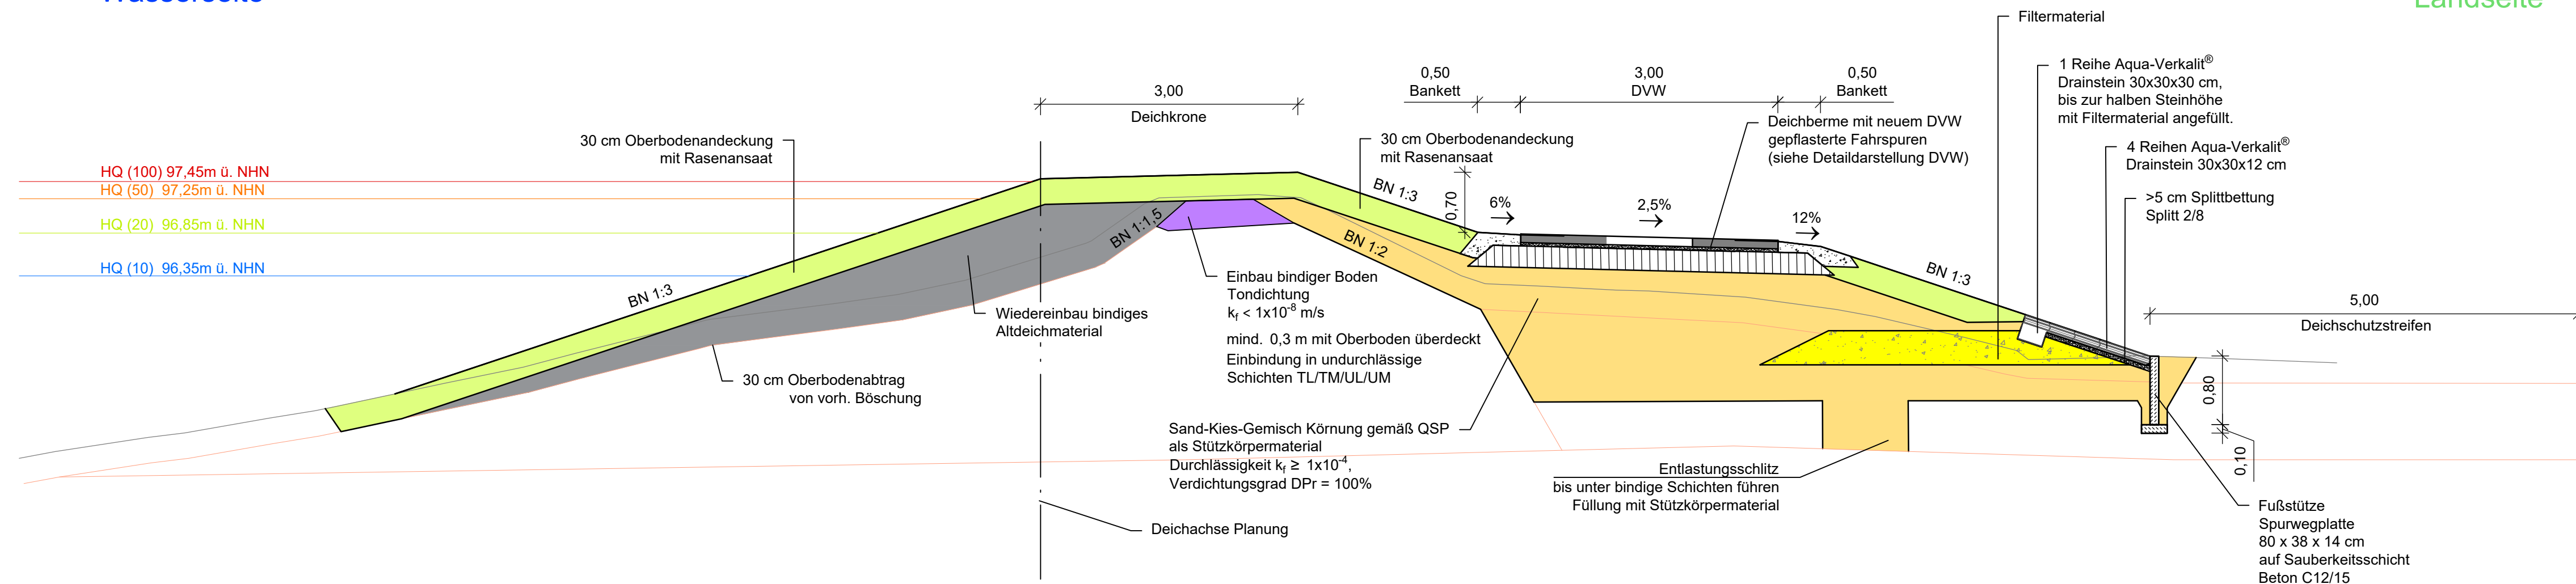 Wasserseite
Landseite
Filtermaterial
1 Reihe Aqua-Verkalit®
Drainstein 30x30x30 cm,
bis zur halben Steinhöhe
mit Filtermaterial angefüllt.
0,50
Bankett
3,00
DVW
0,50
Bankett
3,00
Deichkrone
30 cm Oberbodenandeckung
mit Rasenansaat
30 cm Oberbodenandeckung
mit Rasenansaat
Deichberme mit neuem DVW
gepflasterte Fahrspuren
(siehe Detaildarstellung DVW)
4 Reihen Aqua-Verkalit®
Drainstein 30x30x12 cm
>5 cm Splittbettung
Splitt 2/8
HQ (100) 97,45m ü. NHN
HQ (50) 97,25m ü. NHN
HQ (20) 96,85m ü. NHN
HQ (10) 96,35m ü. NHN
BN 1:3
0,70
6%
2,5%
12%
BN 1:1,5
BN 1:2
BN 1:3
BN 1:3
Einbau bindiger Boden
Tondichtung
kf < 1x10-8 m/s
mind. 0,3 m mit Oberboden überdeckt
Einbindung in undurchlässige
Schichten TL/TM/UL/UM
Wiedereinbau bindiges
Altdeichmaterial
5,00
Deichschutzstreifen
30 cm Oberbodenabtrag
von vorh. Böschung
0,80
0,10
Sand-Kies-Gemisch Körnung gemäß QSP
als Stützkörpermaterial
Durchlässigkeit kf ≥ 1x10-4,
Verdichtungsgrad DPr = 100%
Entlastungsschlitz
bis unter bindige Schichten führen
Füllung mit Stützkörpermaterial
Deichachse Planung
Fußstütze
Spurwegplatte
80 x 38 x 14 cm
auf Sauberkeitsschicht
Beton C12/15